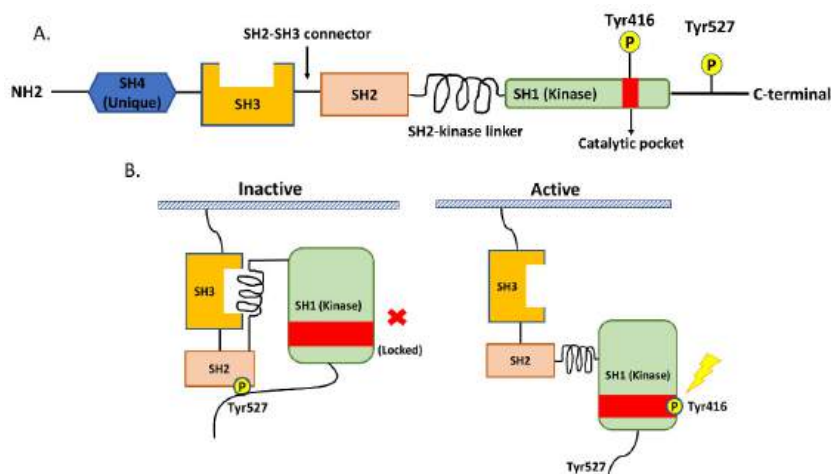 A.
SH2-SH3 connector
Tyr416
Tyr527
P
P
NH2
SH4
(Unique)
SH3
SH2
SH1 (Kinase)
C-terminal
SH2-kinase linker
Catalytic pocket
B.
Inactive
Active
SH3
SH1 (Kinase)
(Locked)
SH2
P
Tyr527
SH3
SH2
SH1 (Kinase)
P
Tyr416
Tyr527